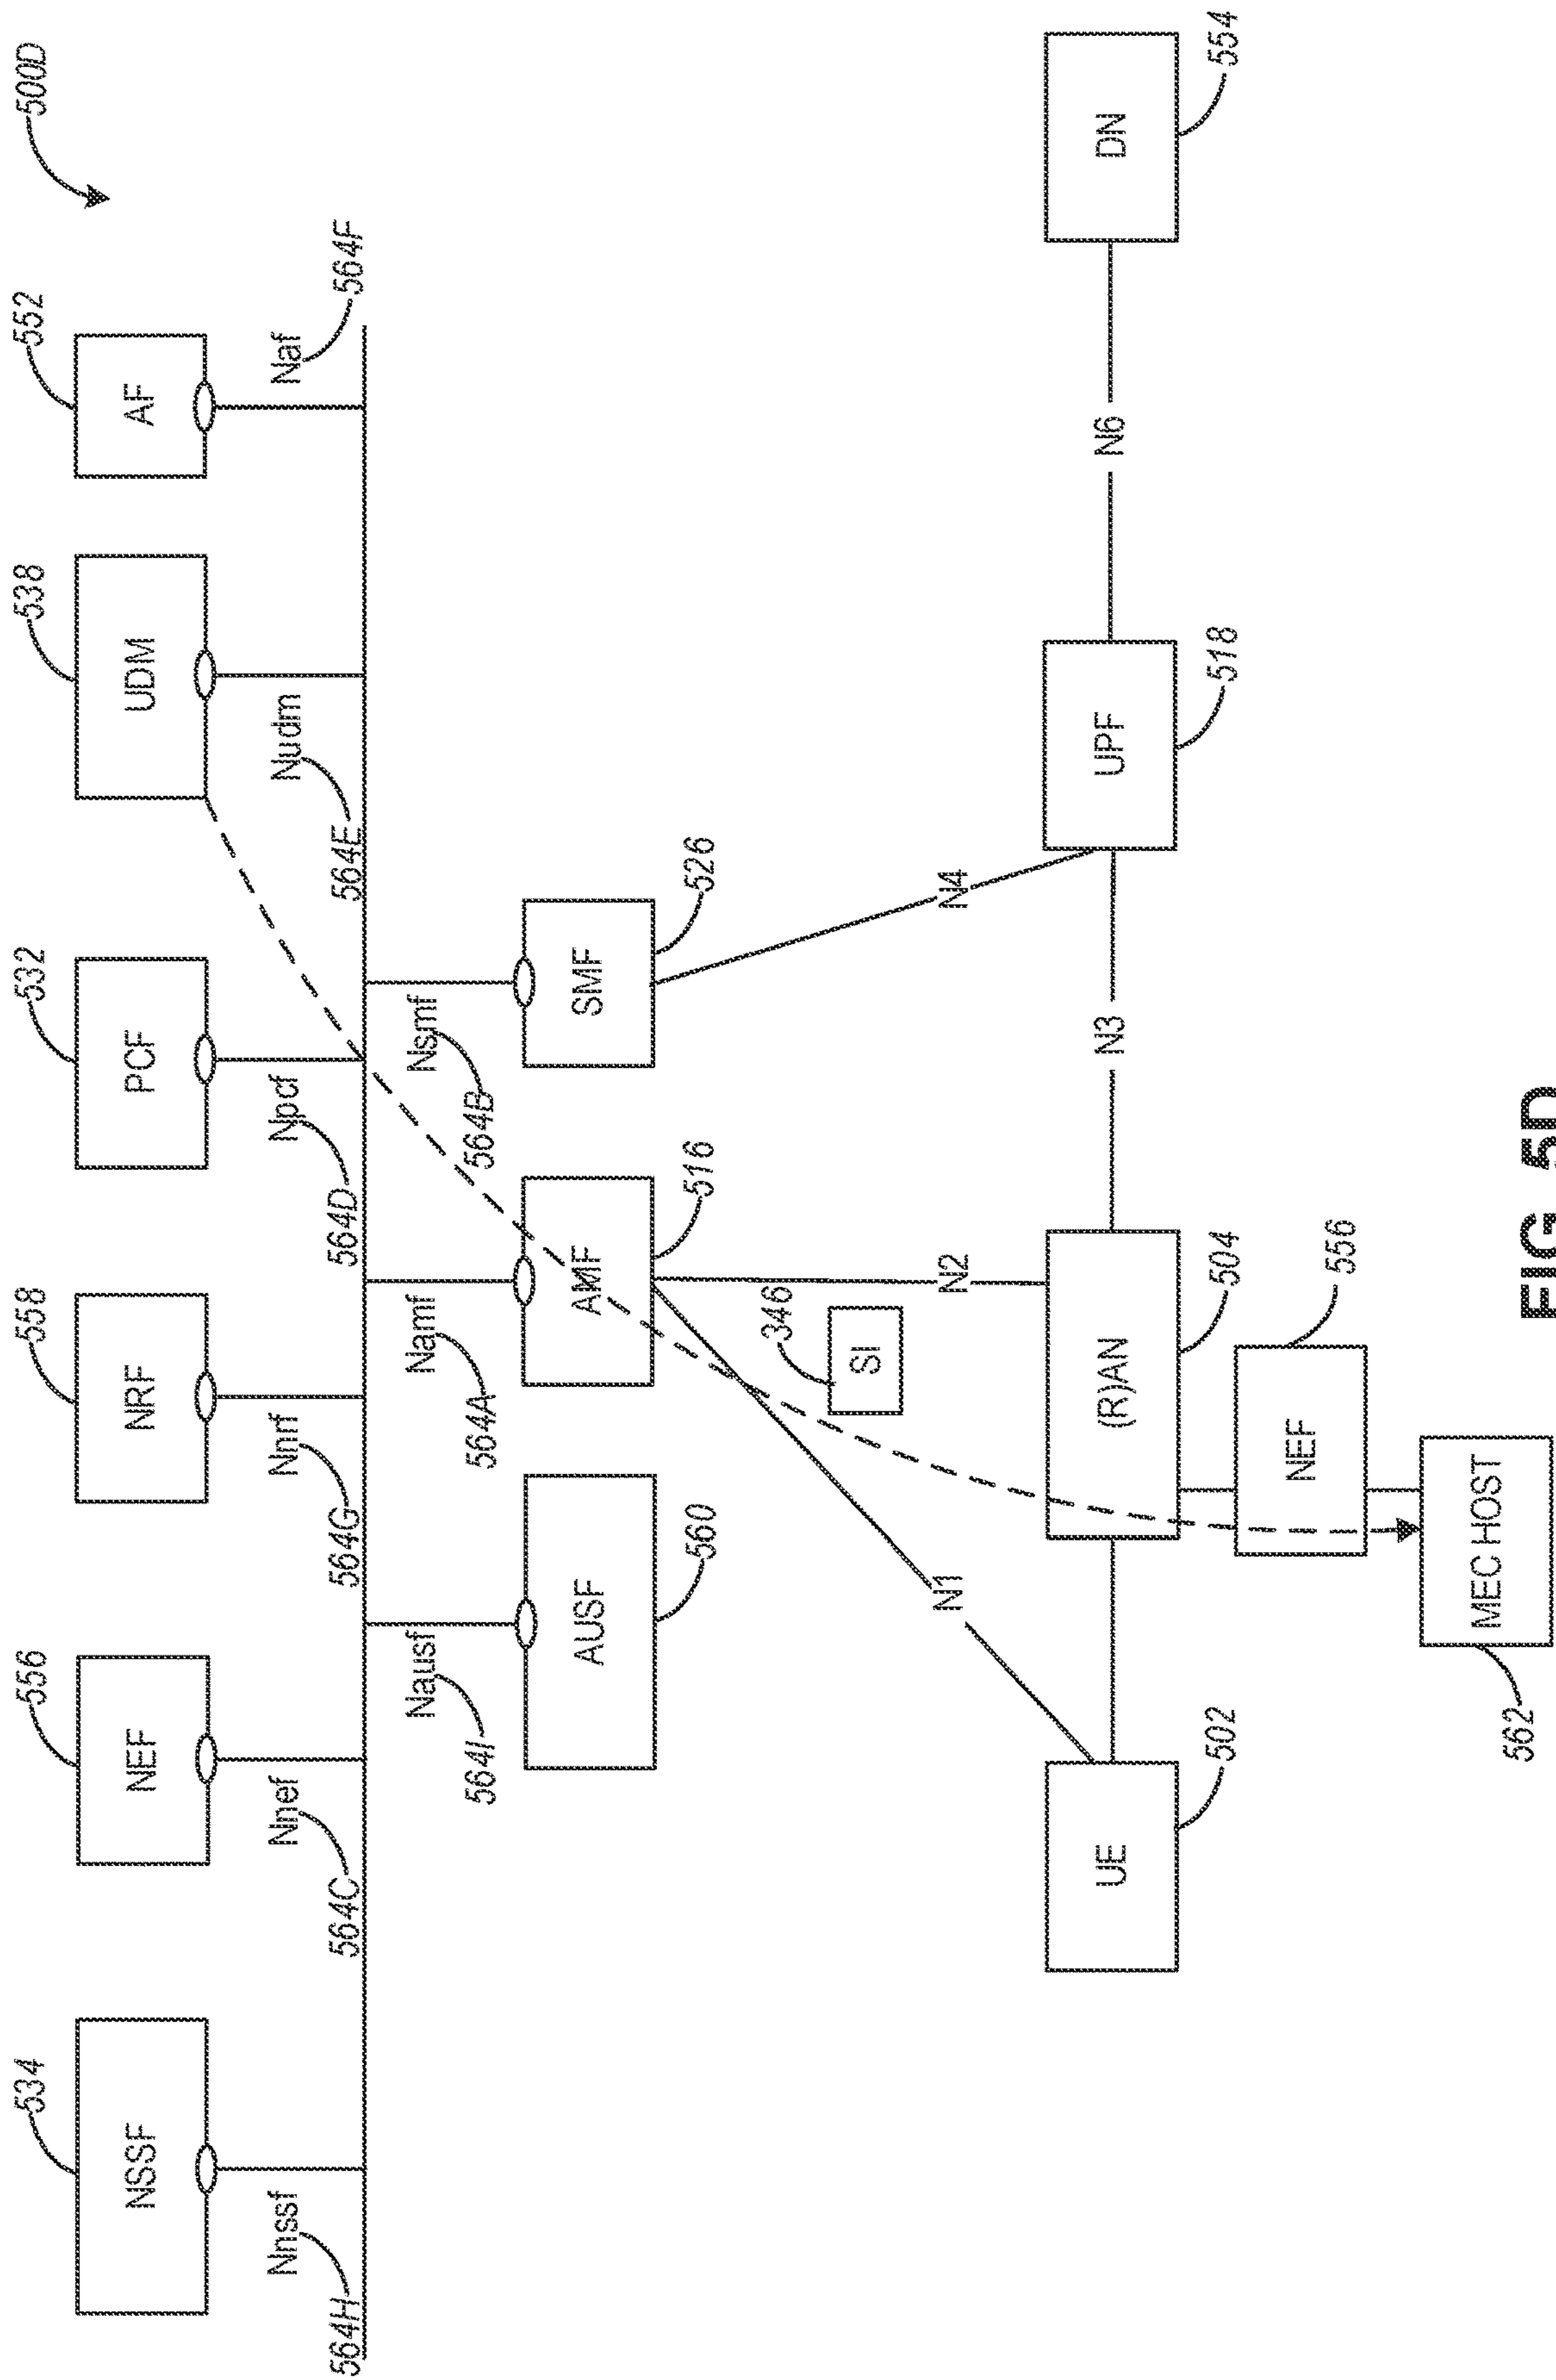 500D
534
556
558
532
538
552
NSSF
NEF
NRF
PCF
UDM
AF
Nnssf
Nnef
Nnrf
Npcf
Nudm
Naf
564H
564C
564G
564D
564E
564F
Nausf
Namf
Nsmf
564I
564A
564B
AUSF
AMF
SMF
560
516
526
346
SI
N1
N2
N4
UE
(R)AN
N3
UPF
N6
DN
502
504
518
554
NEF
556
MEC HOST
562
FIG. 5D